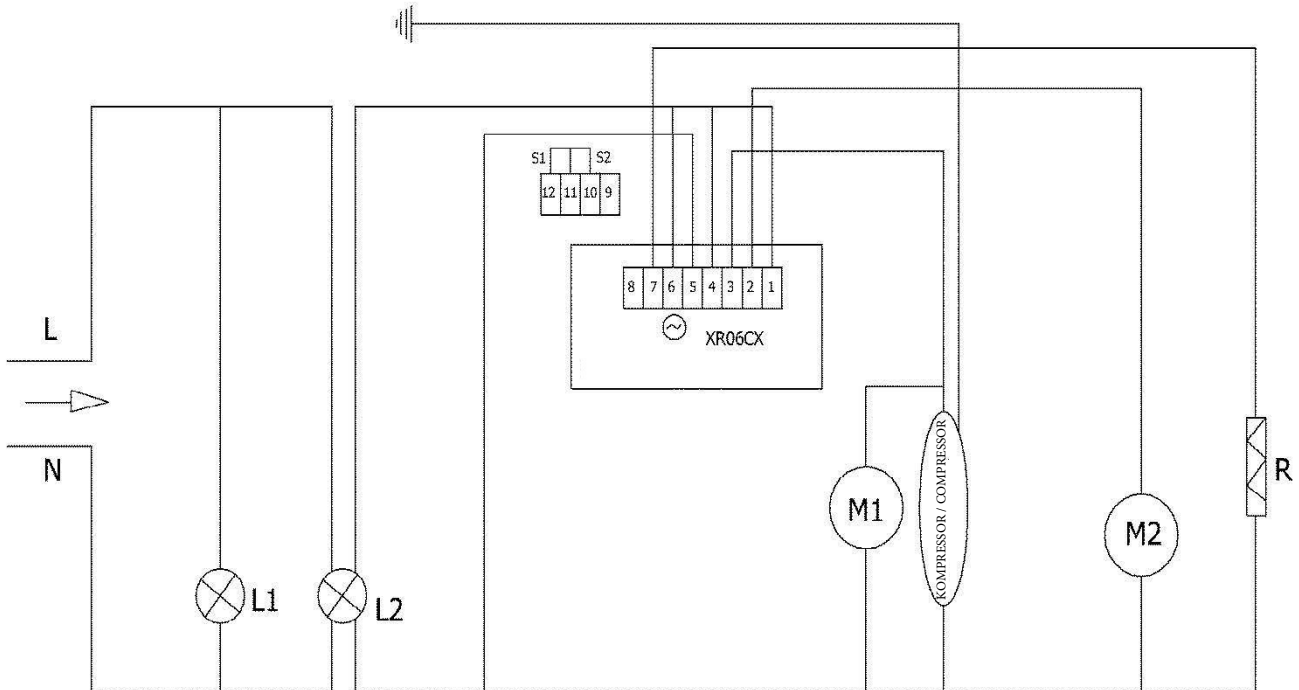 S1 S2
12 11 10 9
8 7 6 5 4 3 2 1
XR06CX
L
N
KOMPRESSOR / COMPRESSOR
M1
M2
R
L1
L2